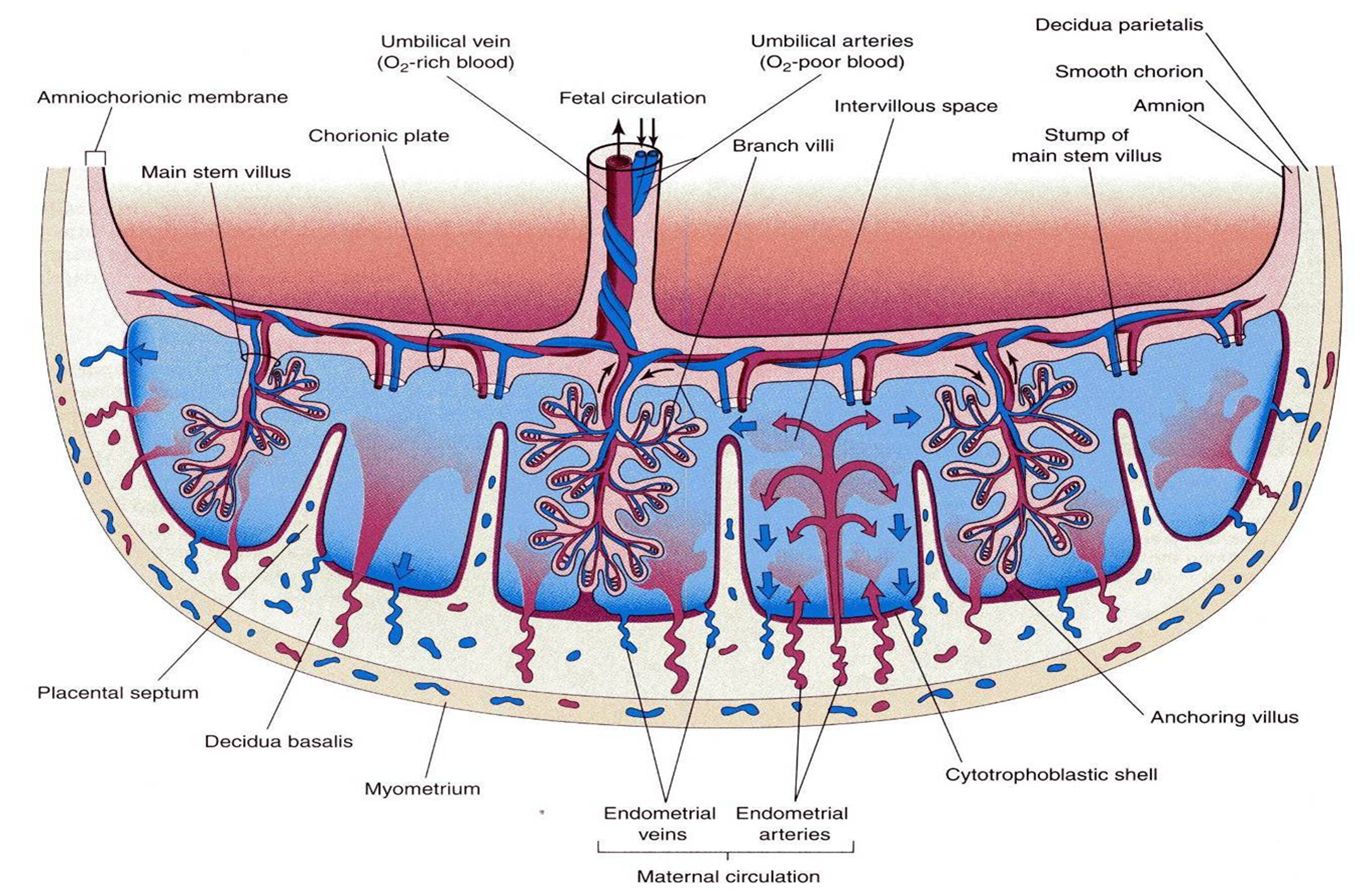 Decidua parietalis
Umbilical vein
(O₂-rich blood)
Umbilical arteries
(O₂-poor blood)
Smooth chorion
Amniochorionic membrane
Fetal circulation
Intervillous space
Amnion
Chorionic plate
Branch villi
Stump of
main stem villus
Main stem villus
Placental septum
Anchoring villus
Decidua basalis
Cytotrophoblastic shell
Myometrium
Endometrial
veins
Endometrial
arteries
Maternal circulation